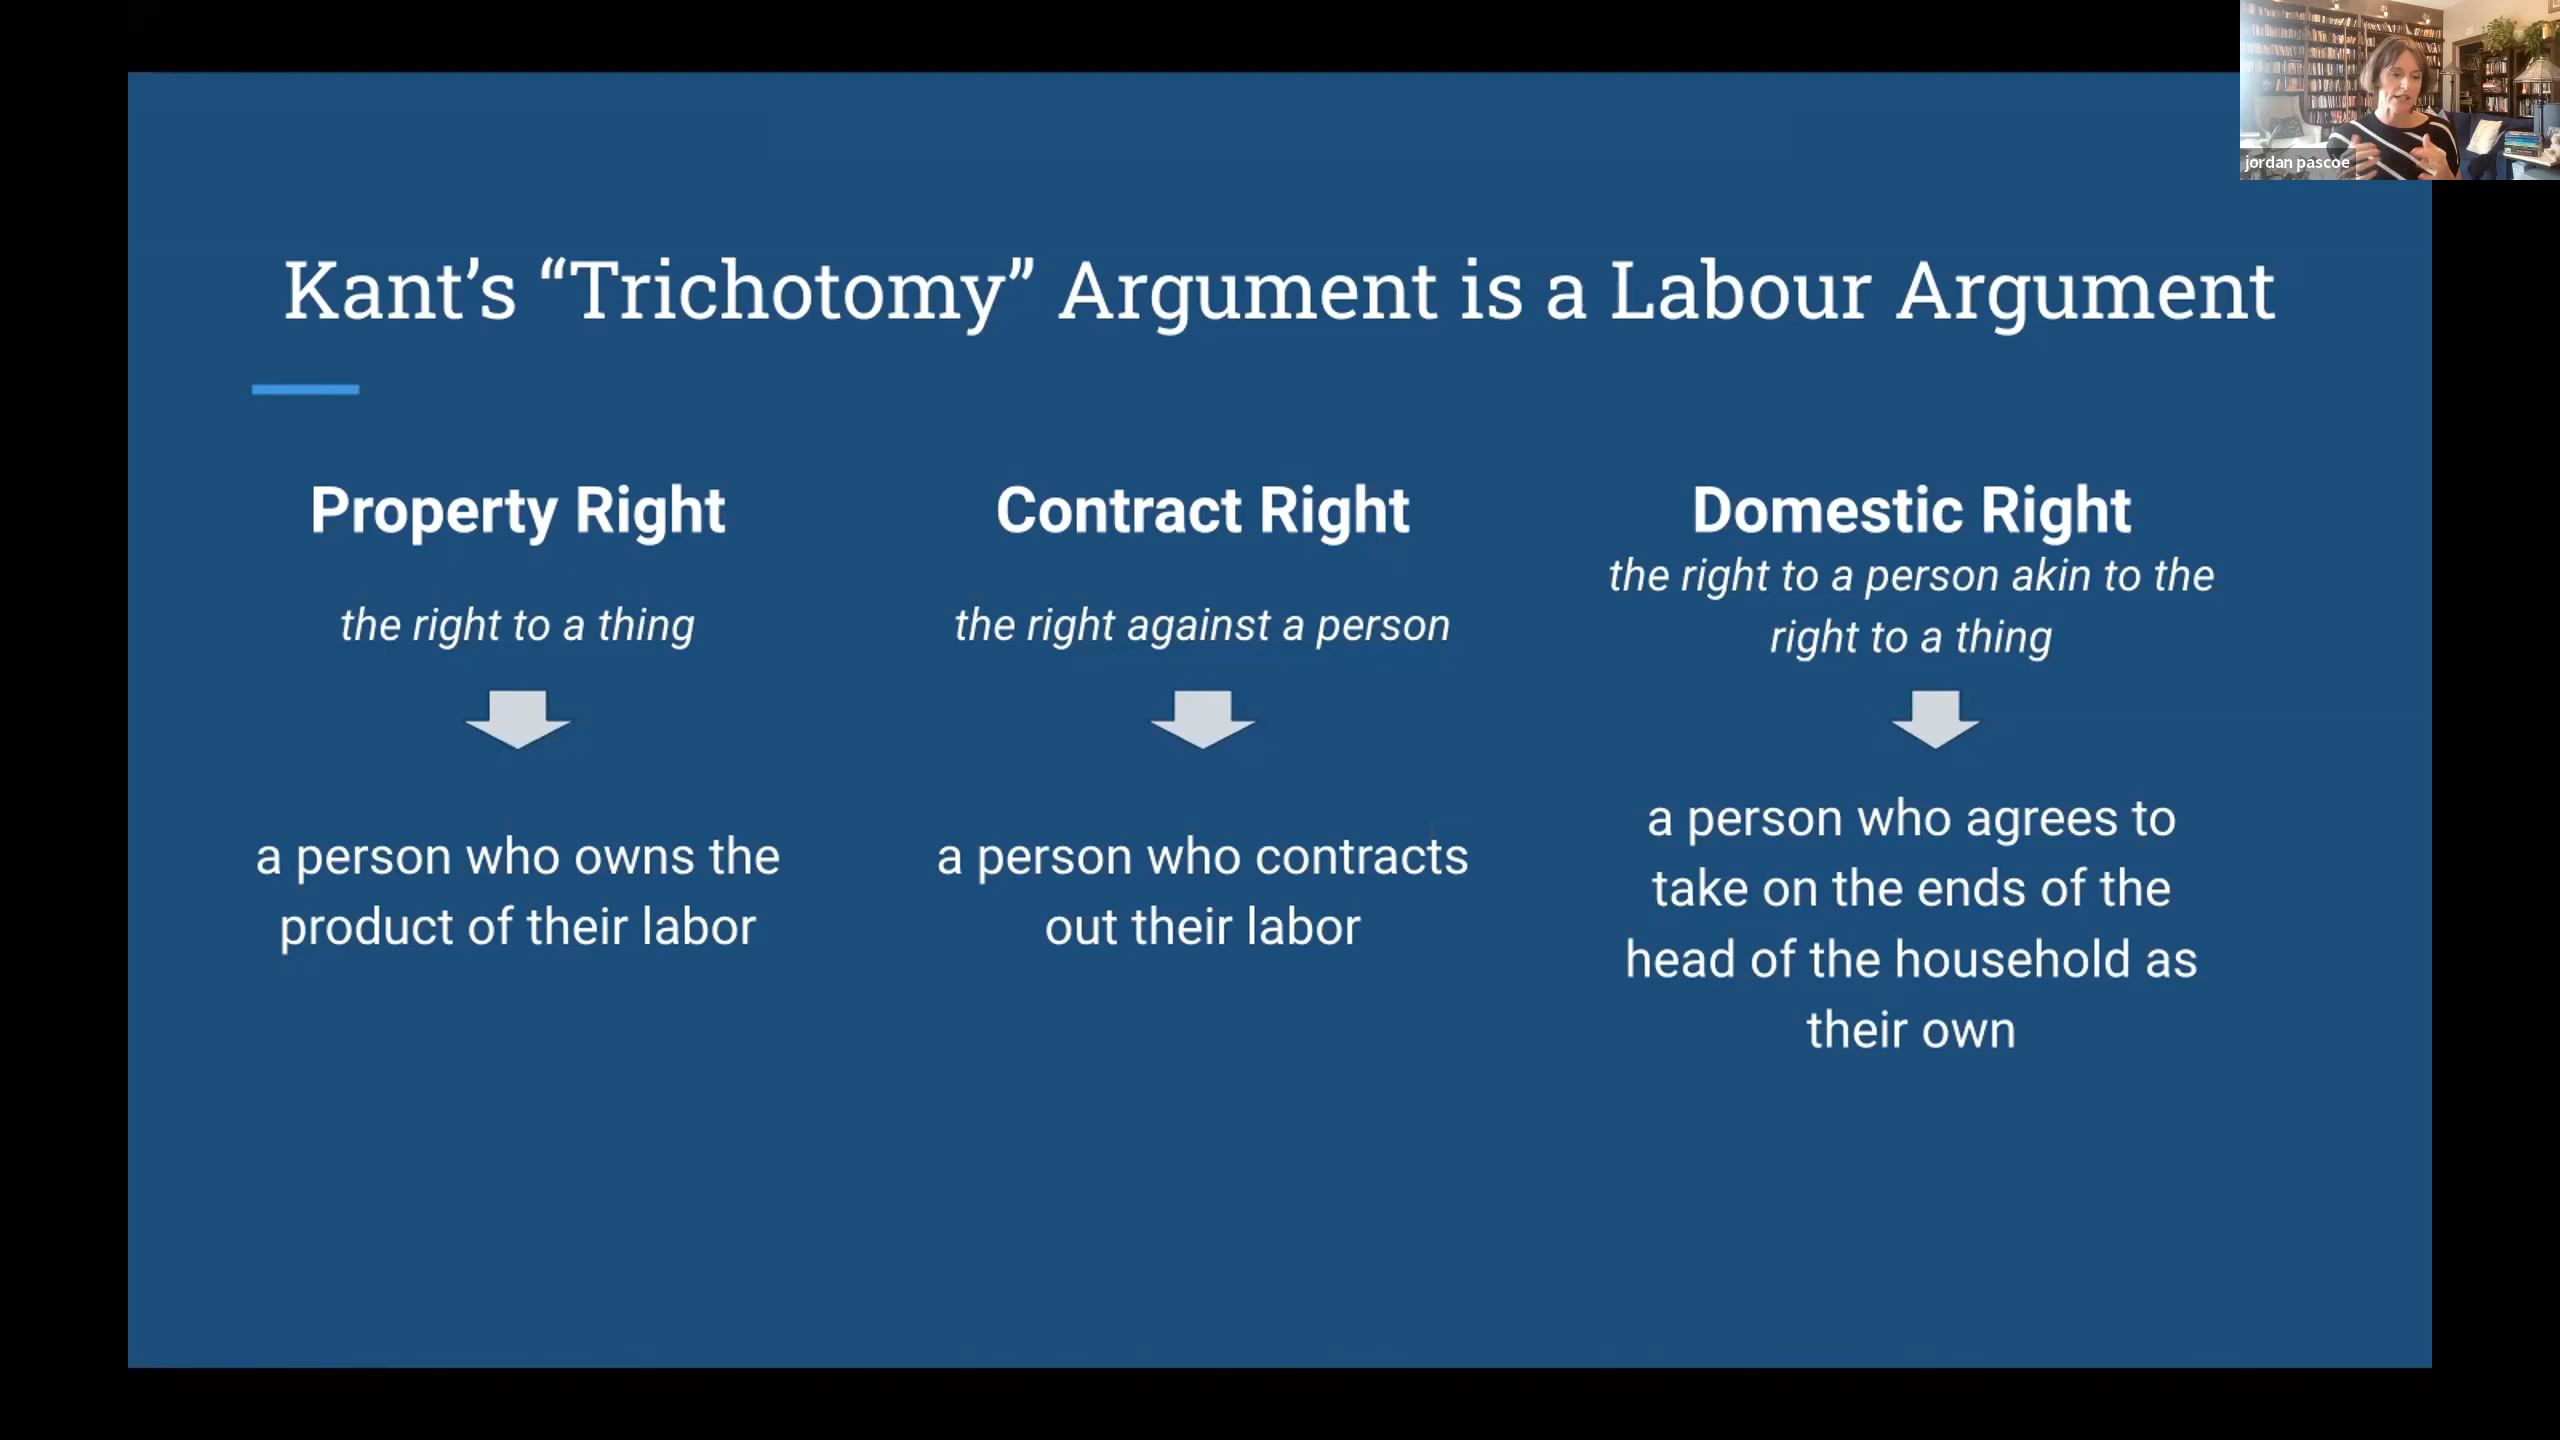 jordan pascoe
Kant’s “Trichotomy” Argument is a Labour Argument
Property Right
the right to a thing
a person who owns the
product of their labor
Contract Right
the right against a person
a person who contracts
out their labor
Domestic Right
the right to a person akin to the
right to a thing
a person who agrees to
take on the ends of the
head of the household as
their own